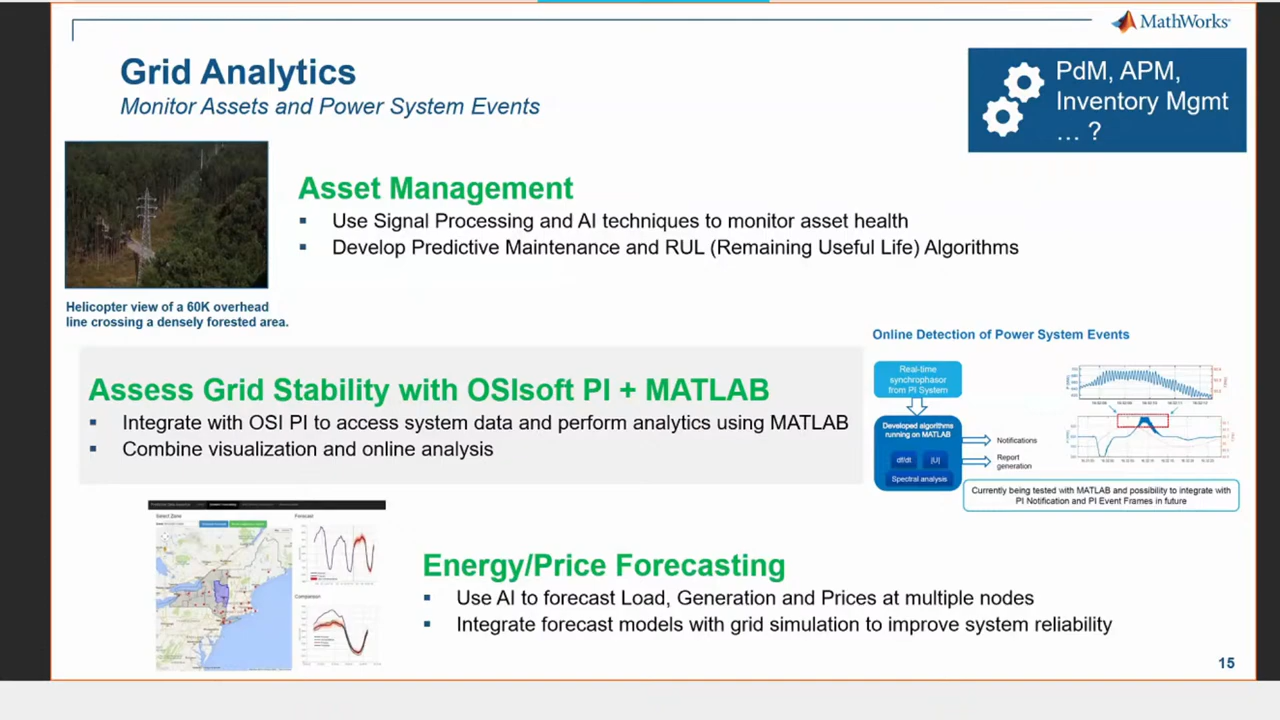 MathWorks
Grid Analytics
Monitor Assets and Power System Events
PdM, APM,
Inventory Mgmt
... ?
Asset Management
Use Signal Processing and AI techniques to monitor asset health
Develop Predictive Maintenance and RUL (Remaining Useful Life) Algorithms
Helicopter view of a 60K overhead
line crossing a densely forested area.
Assess Grid Stability with OSIsoft PI + MATLAB
Integrate with OSI PI to access system data and perform analytics using MATLAB
Combine visualization and online analysis
Online Detection of Power System Events
Real-time
synchrophasor
from PI System
Developed algorithms
running on MATLAB
df/dt
|U|
Spectral analysis
Notifications
Report
generation
Currently being tested with MATLAB and possibility to integrate with
PI Notification and PI Event Frames in future
Select Zone
Forecast
Comparison
Energy/Price Forecasting
Use AI to forecast Load, Generation and Prices at multiple nodes
Integrate forecast models with grid simulation to improve system reliability
15